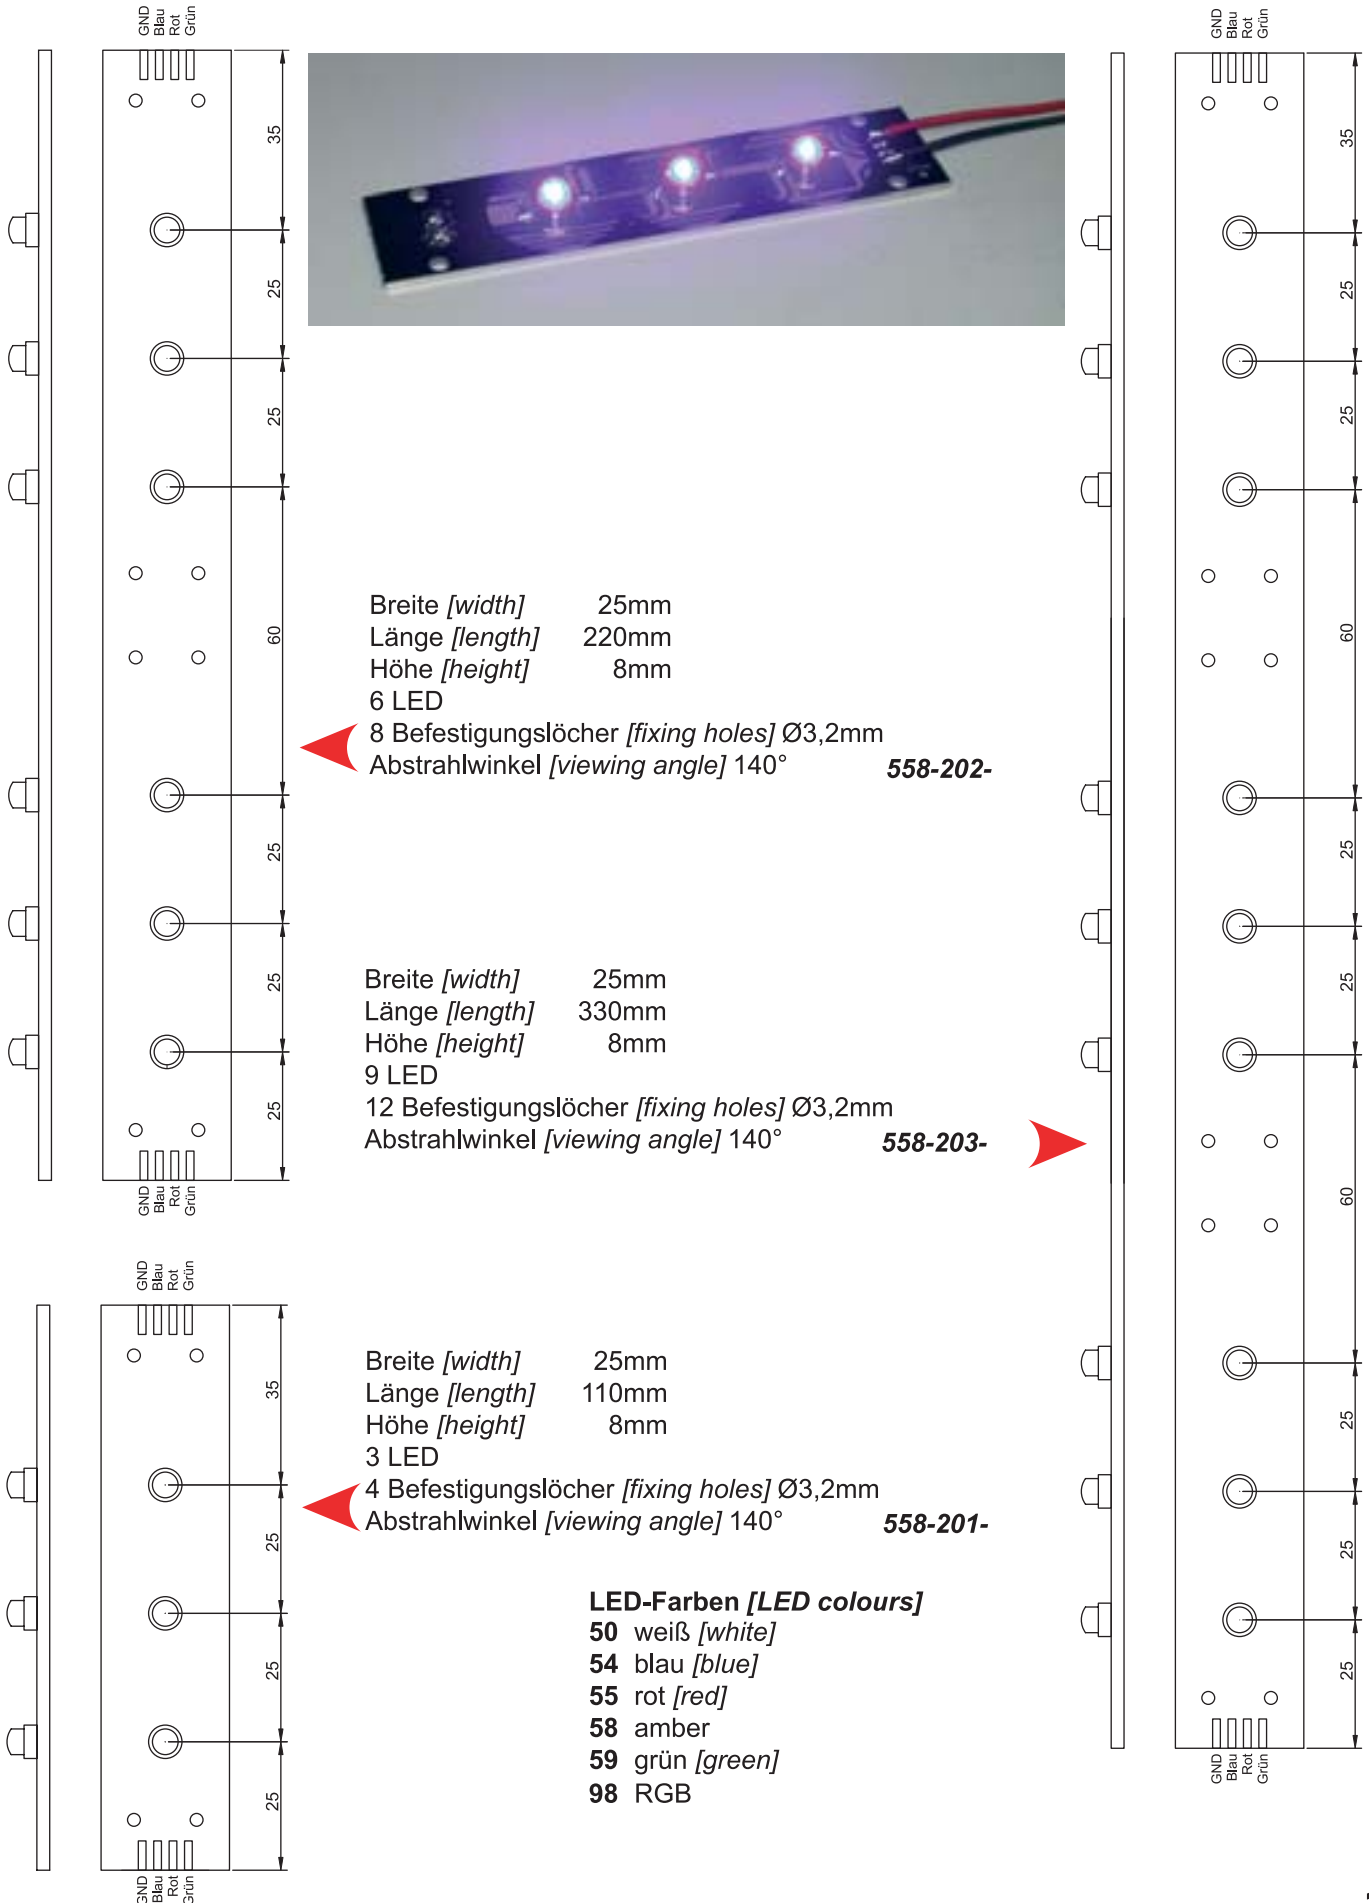 GND
Blau
Rot
Grün
35
25
25
60
25
25
25
GND
Blau
Rot
Grün
Breite [width] 25mm
Länge [length] 220mm
Höhe [height] 8mm
6 LED
8 Befestigungslöcher [fixing holes] Ø3,2mm
Abstrahlwinkel [viewing angle] 140° 558-202-
Breite [width] 25mm
Länge [length] 330mm
Höhe [height] 8mm
9 LED
12 Befestigungslöcher [fixing holes] Ø3,2mm
Abstrahlwinkel [viewing angle] 140° 558-203-
GND
Blau
Rot
Grün
35
25
25
60
25
25
60
25
25
25
GND
Blau
Rot
Grün
GND
Blau
Rot
Grün
35
25
25
25
GND
Blau
Rot
Grün
Breite [width] 25mm
Länge [length] 110mm
Höhe [height] 8mm
3 LED
4 Befestigungslöcher [fixing holes] Ø3,2mm
Abstrahlwinkel [viewing angle] 140° 558-201-
LED-Farben [LED colours]
50 weiß [white]
54 blau [blue]
55 rot [red]
58 amber
59 grün [green]
98 RGB